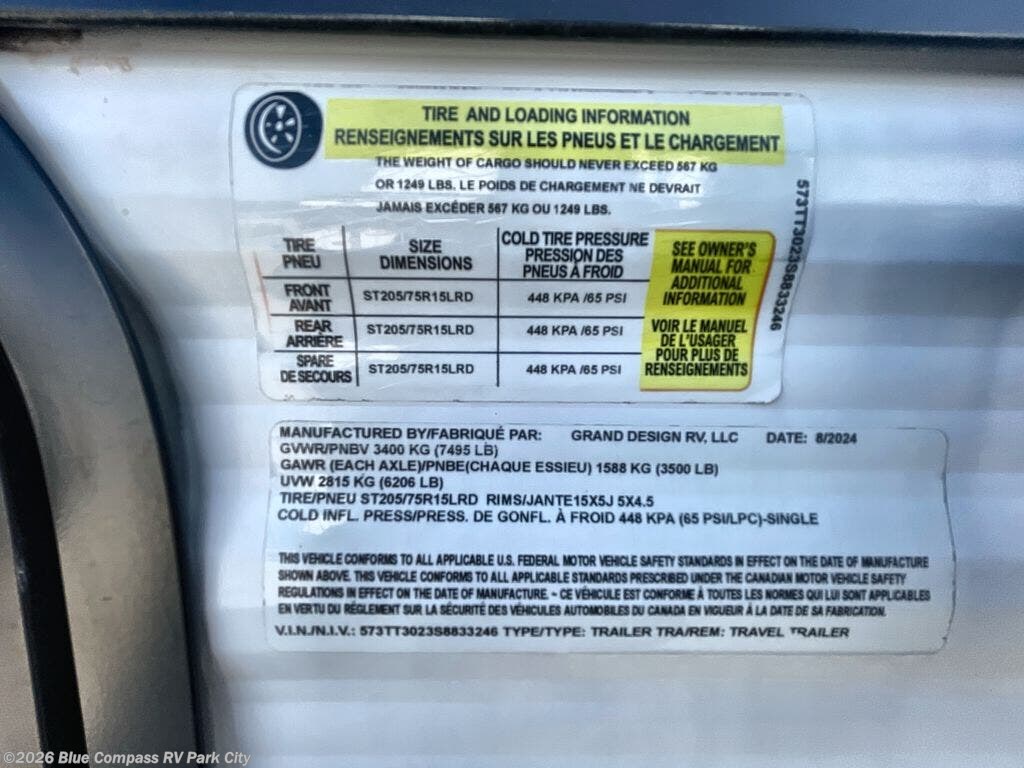 TIRE AND LOADING INFORMATION
RENSEIGNEMENTS SUR LES PNEUS ET LE CHARGEMENT
THE WEIGHT OF CARGO SHOULD NEVER EXCEED 567 KG
OR 1249 LBS. LE POIDS DE CHARGEMENT NE DEVRAIT
JAMAIS EXCÉDER 567 KG OU 1249 LBS.
TIRE
PNEU
SIZE
DIMENSIONS
COLD TIRE PRESSURE
PRESSION DES
PNEUS À FROID
FRONT
AVANT
ST205/75R15LRD
448 KPA /65 PSI
REAR
ARRIÈRE
ST205/75R15LRD
448 KPA /65 PSI
SPARE
DE SECOURS
ST205/75R15LRD
448 KPA /65 PSI
SEE OWNER'S
MANUAL FOR
ADDITIONAL
INFORMATION
VOIR LE MANUEL
DE L'USAGER
POUR PLUS DE
RENSEIGNEMENTS
573TT3023S8833246
MANUFACTURED BY/FABRIQUÉ PAR: GRAND DESIGN RV, LLC DATE: 8/2024
GVWR/PNBV 3400 KG (7495 LB)
GAWR (EACH AXLE)/PNBE(CHAQUE ESSIEU) 1588 KG (3500 LB)
UVW 2815 KG (6206 LB)
TIRE/PNEU ST205/75R15LRD RIMS/JANTE15X5J 5X4.5
COLD INFL. PRESS/PRESS. DE GONFL. À FROID 448 KPA (65 PSI/LPC)-SINGLE
THIS VEHICLE CONFORMS TO ALL APPLICABLE U.S. FEDERAL MOTOR VEHICLE SAFETY STANDARDS IN EFFECT ON THE DATE OF MANUFACTURE
SHOWN ABOVE. THIS VEHICLE CONFORMS TO ALL APPLICABLE STANDARDS PRESCRIBED UNDER THE CANADIAN MOTOR VEHICLE SAFETY
REGULATIONS IN EFFECT ON THE DATE OF MANUFACTURE. - CE VÉHICULE EST CONFORME À TOUTES LES NORMES QUI LUI SONT APPLICABLES
EN VERTU DU RÉGLEMENT SUR LA SÉCURITÉ DES VÉHICULES AUTOMOBILES DU CANADA EN VIGUEUR À LA DATE DE SA FABRICATION.
V.I.N./N.I.V.: 573TT3023S8833246 TYPE/TYPE: TRAILER TRA/REM: TRAVEL TRAILER
©2026 Blue Compass RV Park City